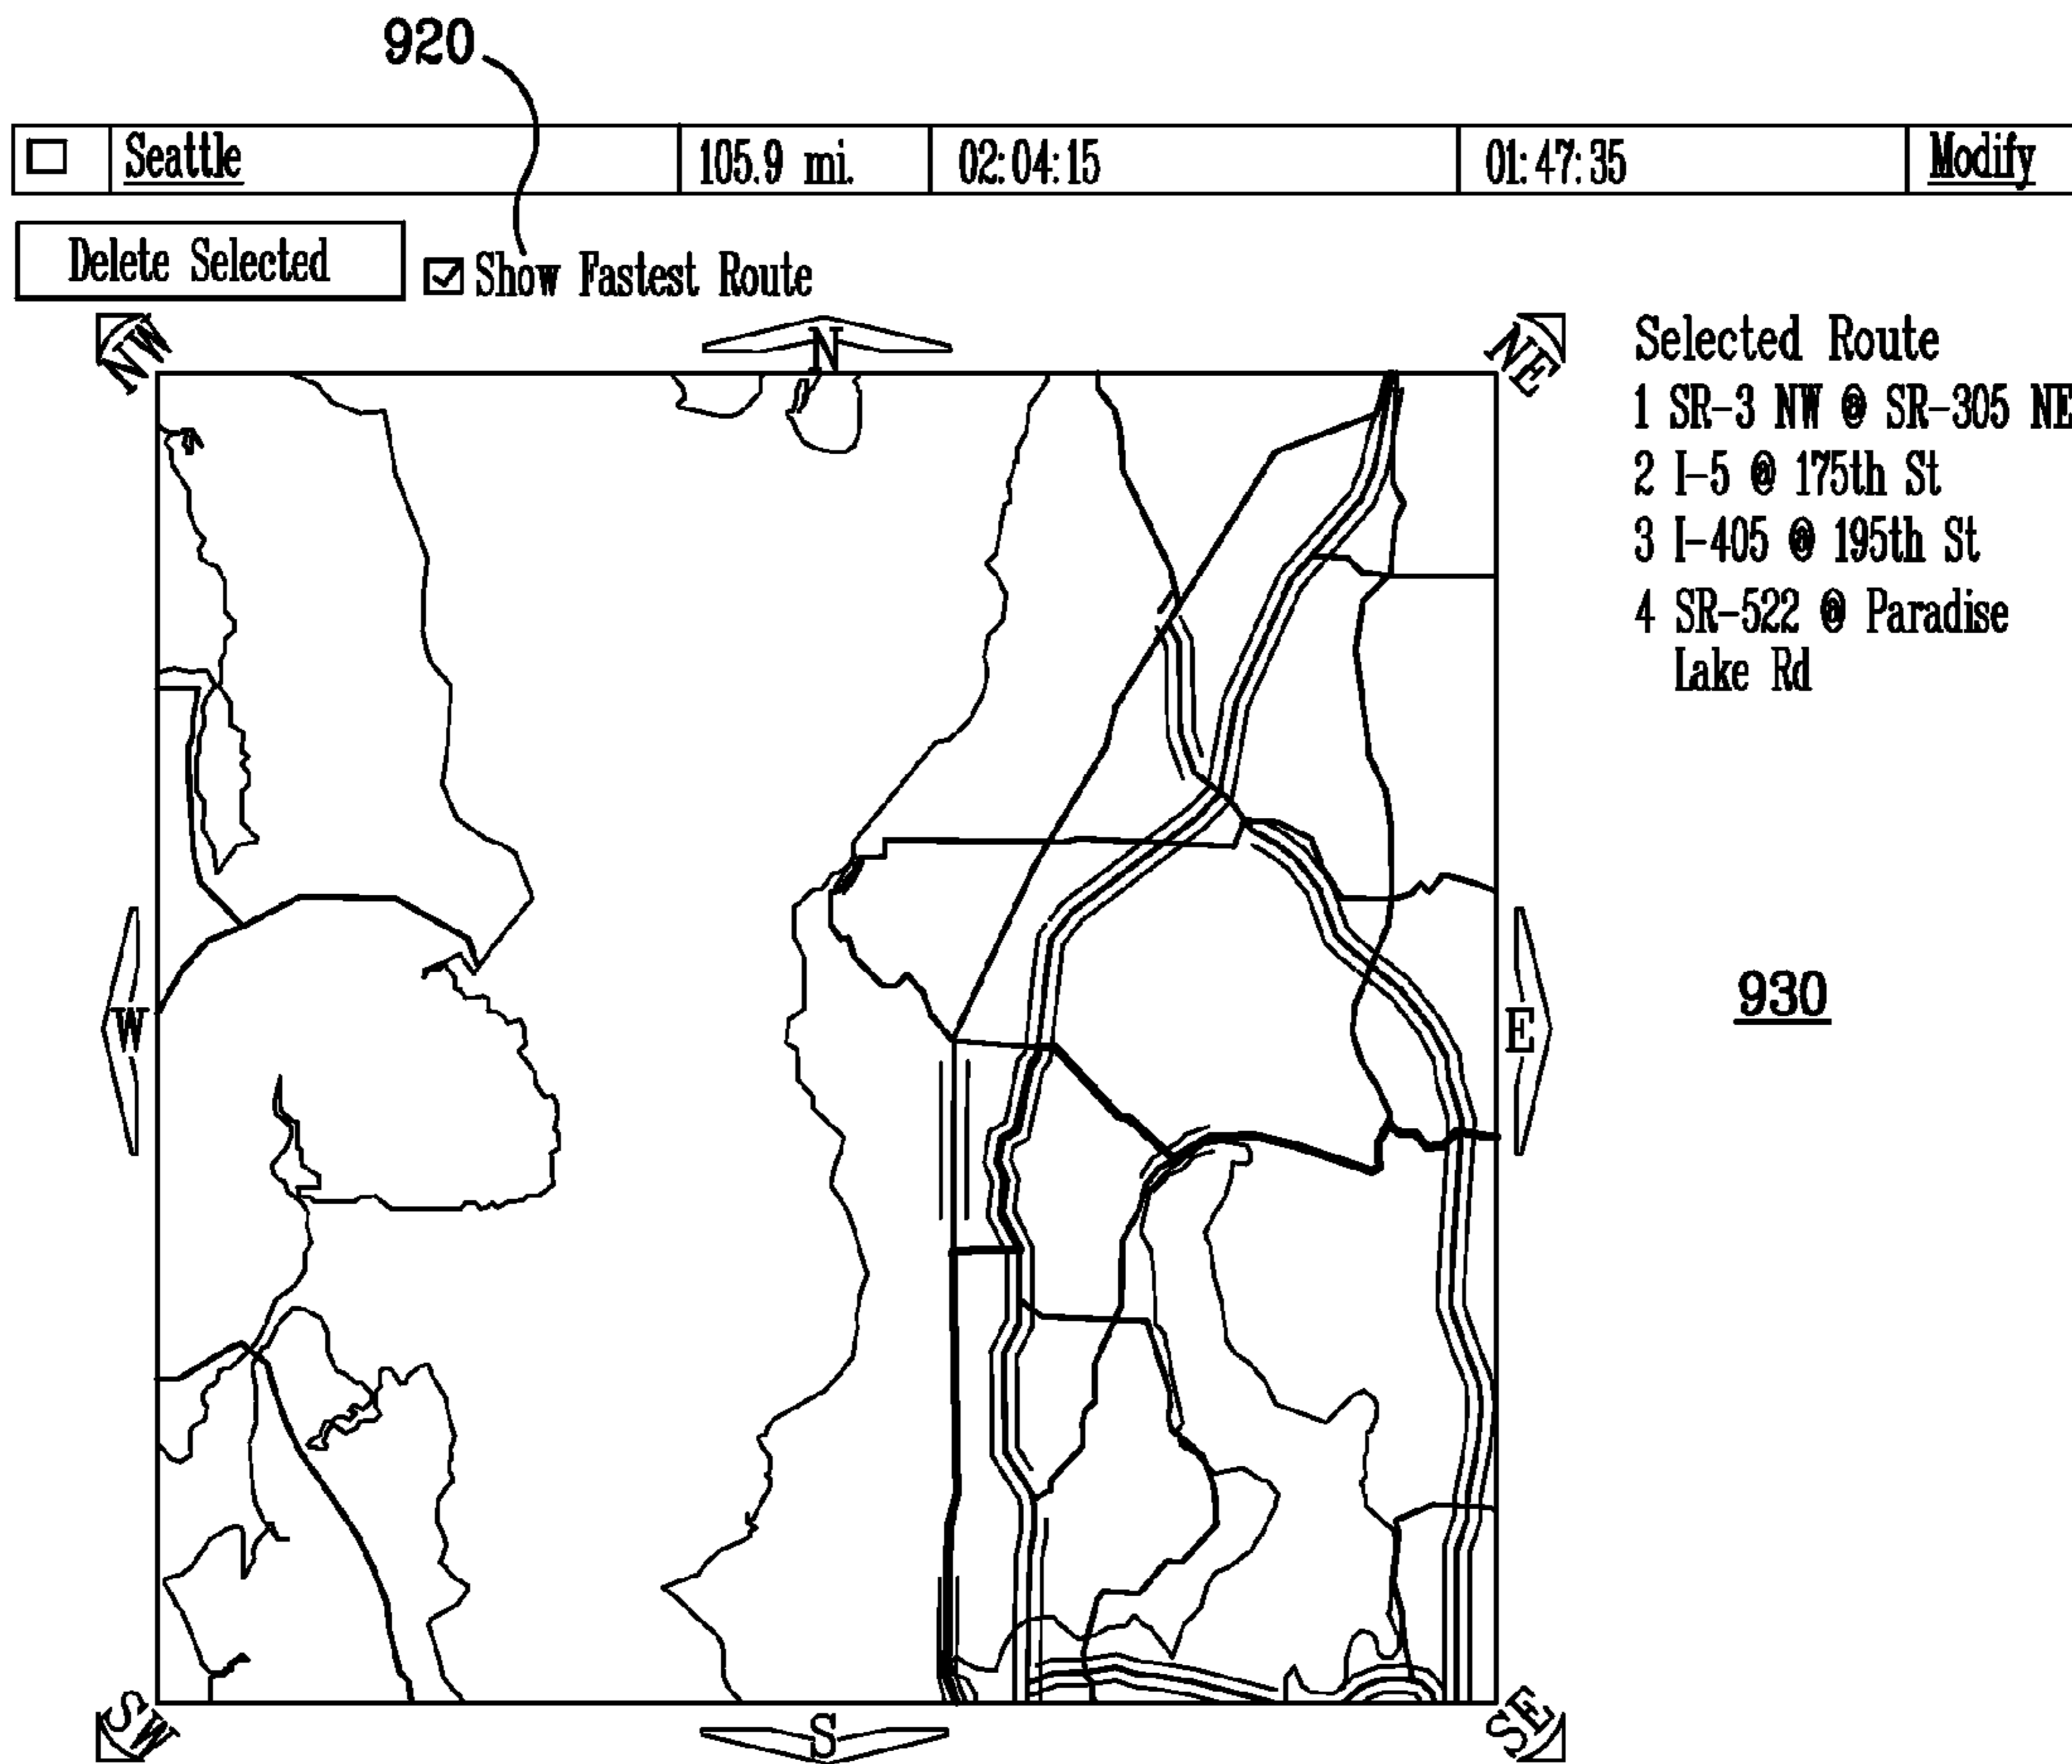 920
Seattle 105.9 mi. 02:04:15 01:47:35 Modify
Delete Selected Show Fastest Route
NW N NE
Selected Route
1 SR-3 NW @ SR-305 NE
2 I-5 @ 175th St
3 I-405 @ 195th St
4 SR-522 @ Paradise
Lake Rd
930
W E
SW S SE